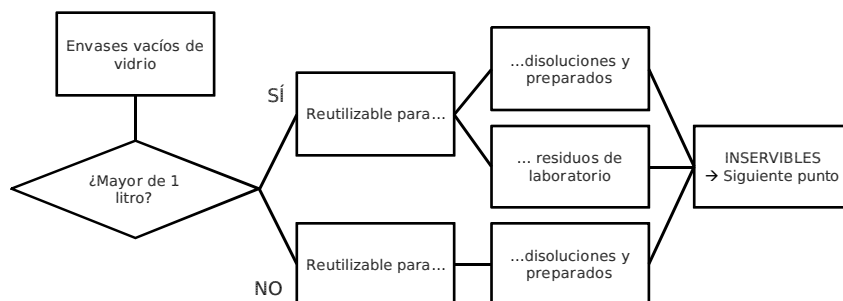 Envases vacíos de
vidrio
¿Mayor de 1
litro?
SÍ
Reutilizable para…
…disoluciones y
preparados
… residuos de
laboratorio
INSERVIBLES
→ Siguiente punto
NO
Reutilizable para…
…disoluciones y
preparados